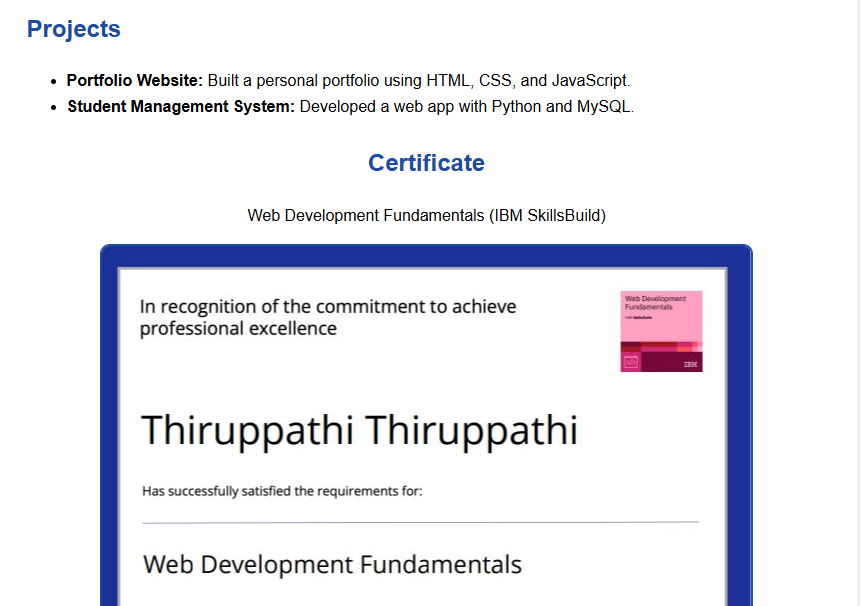 Projects
Portfolio Website: Built a personal portfolio using HTML, CSS, and JavaScript.
Student Management System: Developed a web app with Python and MySQL.
Certificate
Web Development Fundamentals (IBM SkillsBuild)
In recognition of the commitment to achieve
professional excellence
Web Development
Fundamentals
IBM SkillsBuild
IBM
Thiruppathi Thiruppathi
Has successfully satisfied the requirements for:
Web Development Fundamentals